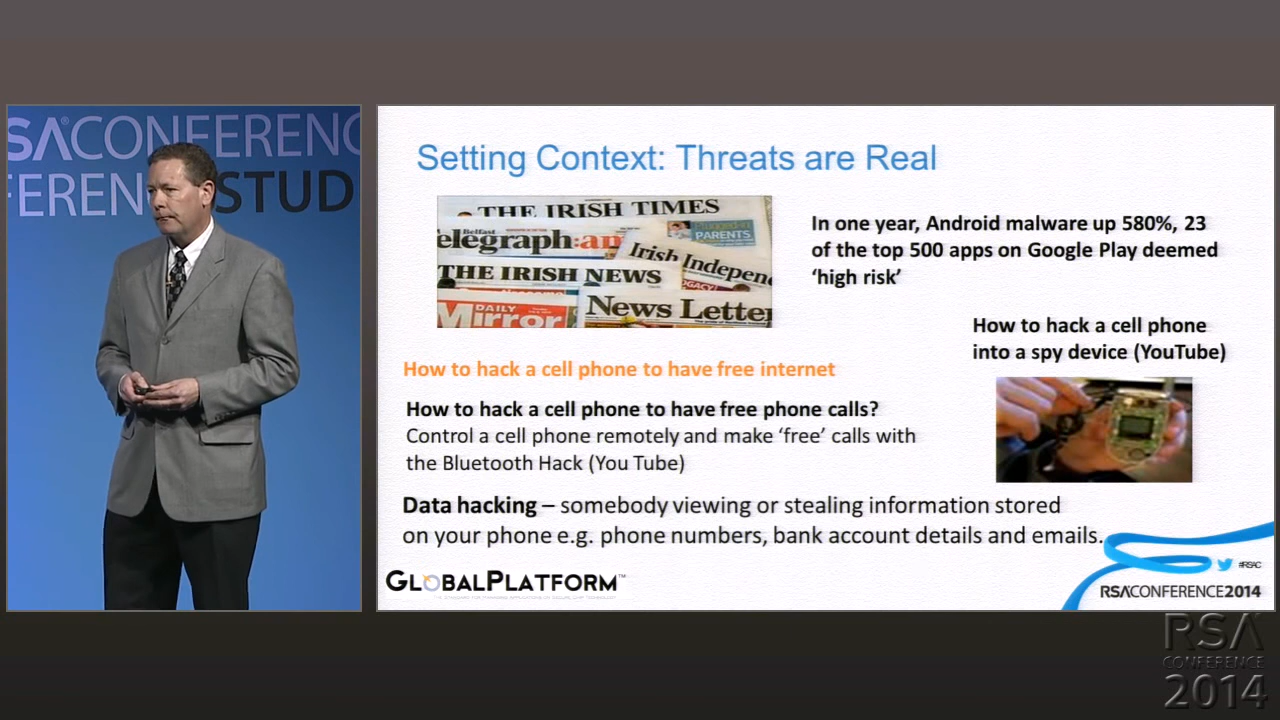 SA®CONFERENC
FERENC STUD
Setting Context: Threats are Real
THE IRISH TIMES
elegraph:an
PARENTS
Irish Indepen
THE IRISH NEWS
LEGACY
DAILY
Mirror
News Letter
In one year, Android malware up 580%, 23
of the top 500 apps on Google Play deemed
‘high risk’
How to hack a cell phone
into a spy device (YouTube)
How to hack a cell phone to have free internet
How to hack a cell phone to have free phone calls?
Control a cell phone remotely and make ‘free’ calls with
the Bluetooth Hack (You Tube)
Data hacking – somebody viewing or stealing information stored
on your phone e.g. phone numbers, bank account details and emails.
GLOBALPLATFORM™
#RSAC
RSACONFERENCE2014
RSA
CONFERENCE
2014